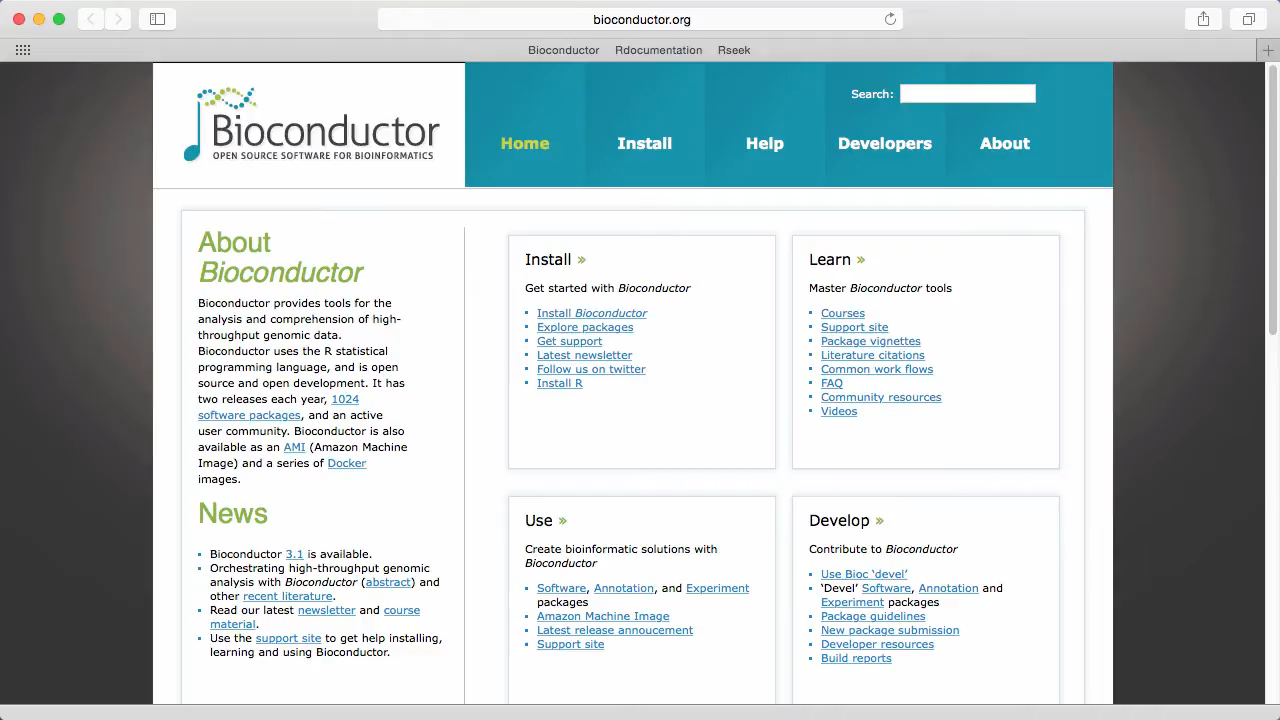 bioconductor.org
Bioconductor Rdocumentation Rseek
Bioconductor
OPEN SOURCE SOFTWARE FOR BIOINFORMATICS
Search:
Home Install Help Developers About
About
Bioconductor
Bioconductor provides tools for the
analysis and comprehension of high-
throughput genomic data.
Bioconductor uses the R statistical
programming language, and is open
source and open development. It has
two releases each year, 1024
software packages, and an active
user community. Bioconductor is also
available as an AMI (Amazon Machine
Image) and a series of Docker
images.
News
Bioconductor 3.1 is available.
Orchestrating high-throughput genomic
analysis with Bioconductor (abstract) and
other recent literature.
Read our latest newsletter and course
material.
Use the support site to get help installing,
learning and using Bioconductor.
Install »
Get started with Bioconductor
Install Bioconductor
Explore packages
Get support
Latest newsletter
Follow us on twitter
Install R
Learn »
Master Bioconductor tools
Courses
Support site
Package vignettes
Literature citations
Common work flows
FAQ
Community resources
Videos
Use »
Create bioinformatic solutions with
Bioconductor
Software, Annotation, and Experiment
packages
Amazon Machine Image
Latest release annoucement
Support site
Develop »
Contribute to Bioconductor
Use Bioc ‘devel’
‘Devel’ Software, Annotation and
Experiment packages
Package guidelines
New package submission
Developer resources
Build reports